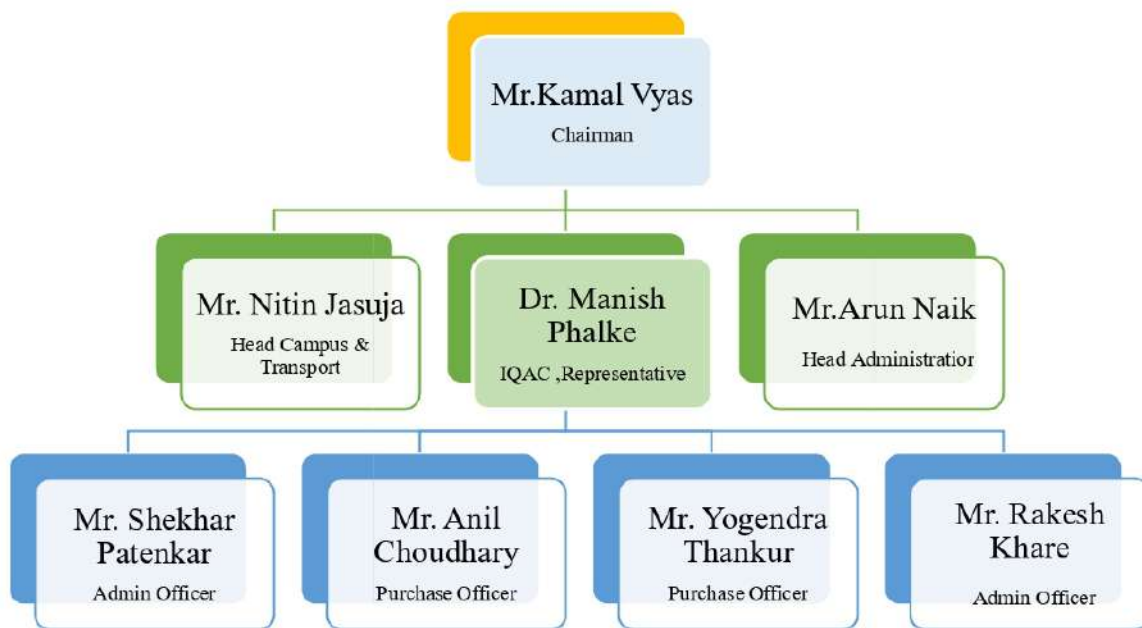 Mr.Kamal Vyas
Chairman
Mr. Nitin Jasuja
Head Campus &
Transport
Dr. Manish
Phalke
IQAC ,Representative
Mr.Arun Naik
Head Administratior
Mr. Shekhar
Patenkar
Admin Officer
Mr. Anil
Choudhary
Purchase Officer
Mr. Yogendra
Thankur
Purchase Officer
Mr. Rakesh
Khare
Admin Officer